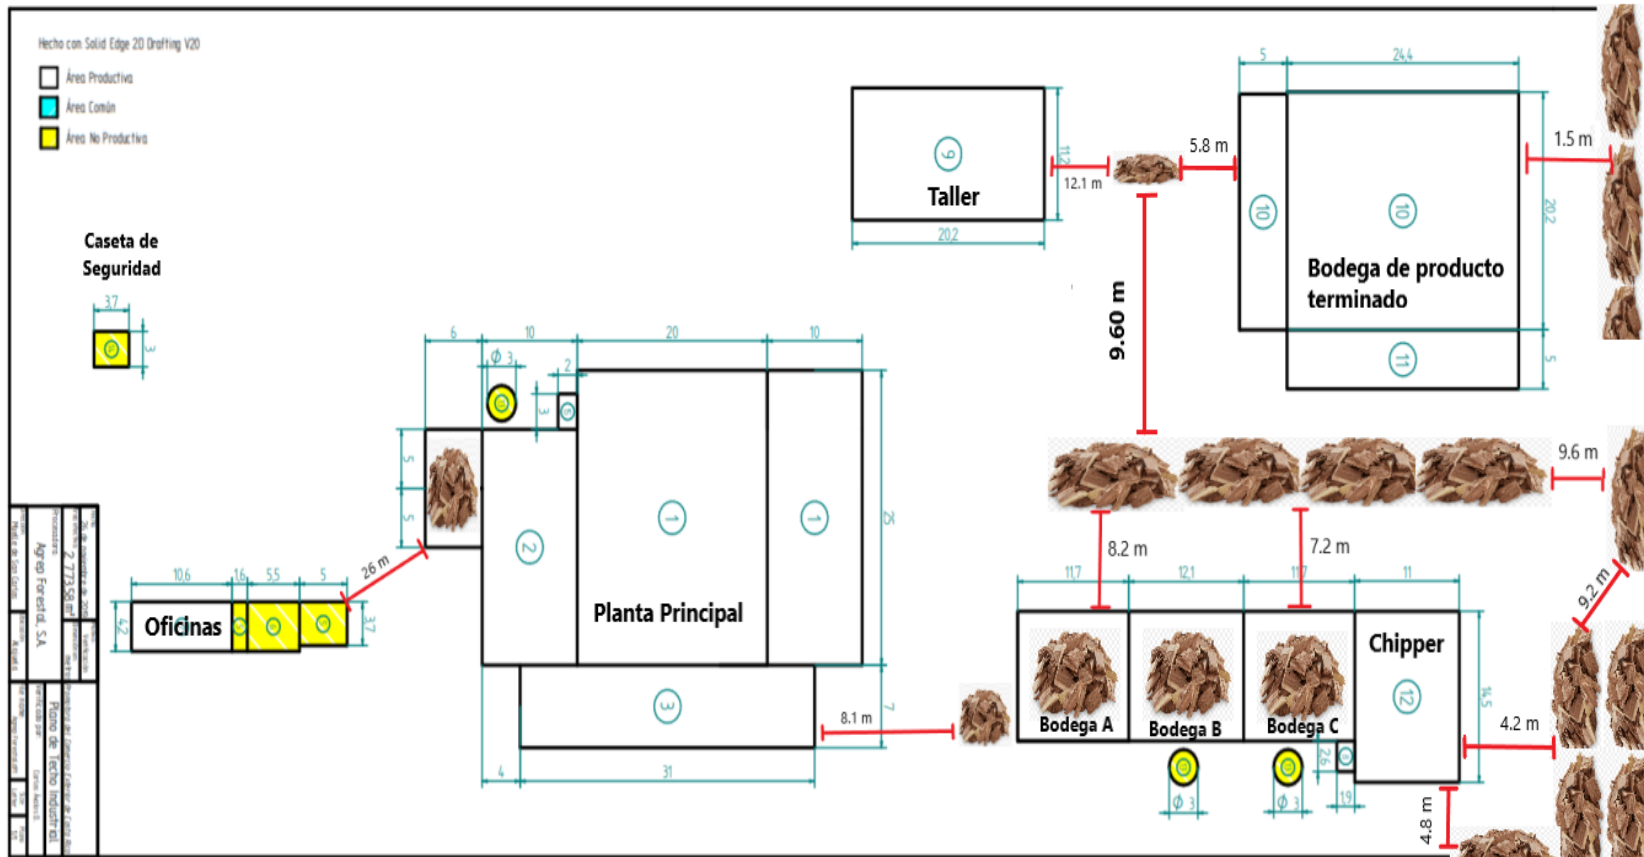 Hecho con Solid Edge 2D Drafting V20
Área Productiva
Área Común
Área No Productiva
Caseta de
Seguridad
3,7
3
9
Taller
11,2
20,2
12.1 m
5.8 m
5
24,4
10
10
Bodega de producto
terminado
20,2
11
5
1.5 m
9.60 m
6
10
20
10
Ø 3
2
3
5
5
2
1
1
25
Planta Principal
3
7
4
31
26 m
10,6
1,6
5,5
5
4,2
Oficinas
3,7
8.1 m
8.2 m
7.2 m
9.6 m
9.2 m
11,7
12,1
11,7
11
Bodega A
Bodega B
Bodega C
Chipper
12
14,5
4.2 m
4.8 m
2,6
1,9
Ø 3
Ø 3
Agrep Forestal, S.A.
Plano de Techo Industrial